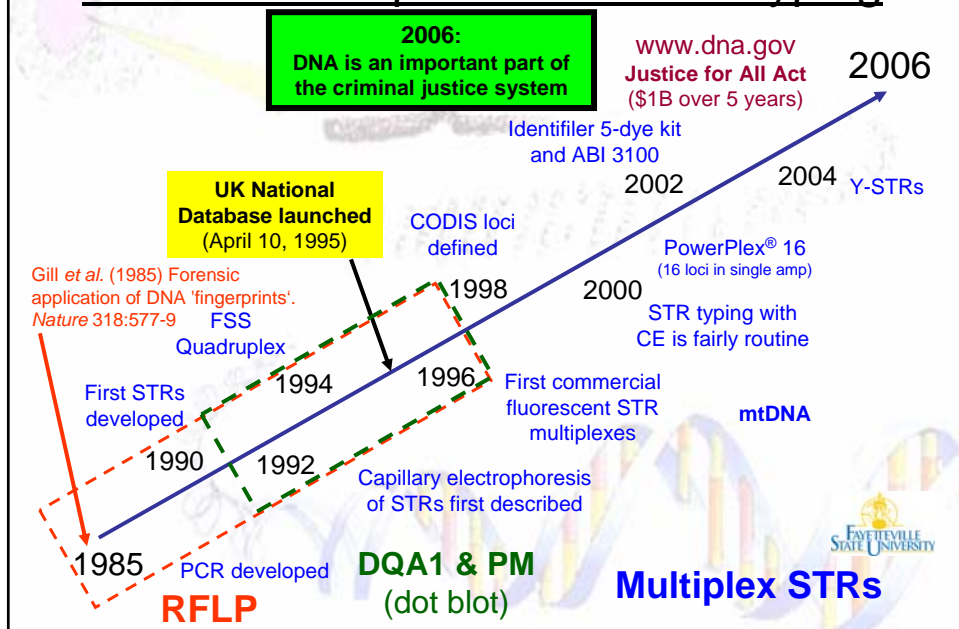 2006:
DNA is an important part of
the criminal justice system
www.dna.gov
Justice for All Act
($1B over 5 years)
2006
Identifiler 5-dye kit
and ABI 3100
2002
2004
Y-STRs
UK National
Database launched
(April 10, 1995)
CODIS loci
defined
PowerPlex® 16
(16 loci in single amp)
Gill et al. (1985) Forensic
application of DNA 'fingerprints'.
Nature 318:577-9
FSS
Quadruplex
1998
2000
STR typing with
CE is fairly routine
First STRs
developed
1994
1996
First commercial
fluorescent STR
multiplexes
mtDNA
1990
1992
Capillary electrophoresis
of STRs first described
1985
PCR developed
RFLP
DQA1 & PM
(dot blot)
Multiplex STRs
FAYETTEVILLE
STATE UNIVERSITY